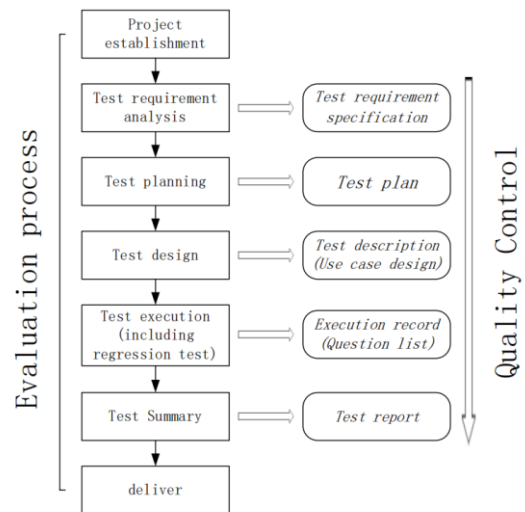 Project
establishment
Test requirement
analysis
Test requirement
specification
Test planning
Test plan
Test design
Test description
(Use case design)
Test execution
(including
regression test)
Execution record
(Question list)
Test Summary
Test report
deliver
Evaluation process
Quality Control